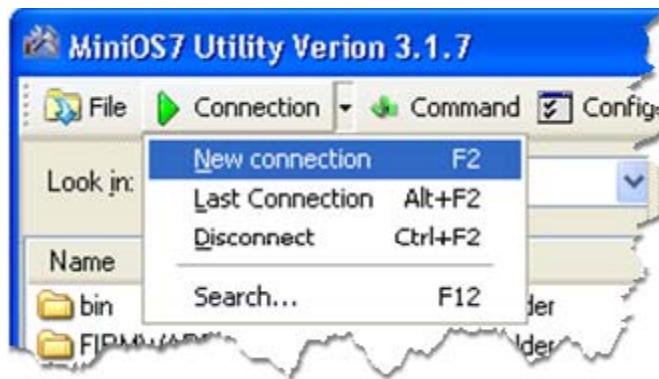 MiniOS7 Utility Verion 3.1.7
File Connection Command
New connection F2
Look in:
Last Connection Alt+F2
Disconnect Ctrl+F2
Name
Search... F12
bin